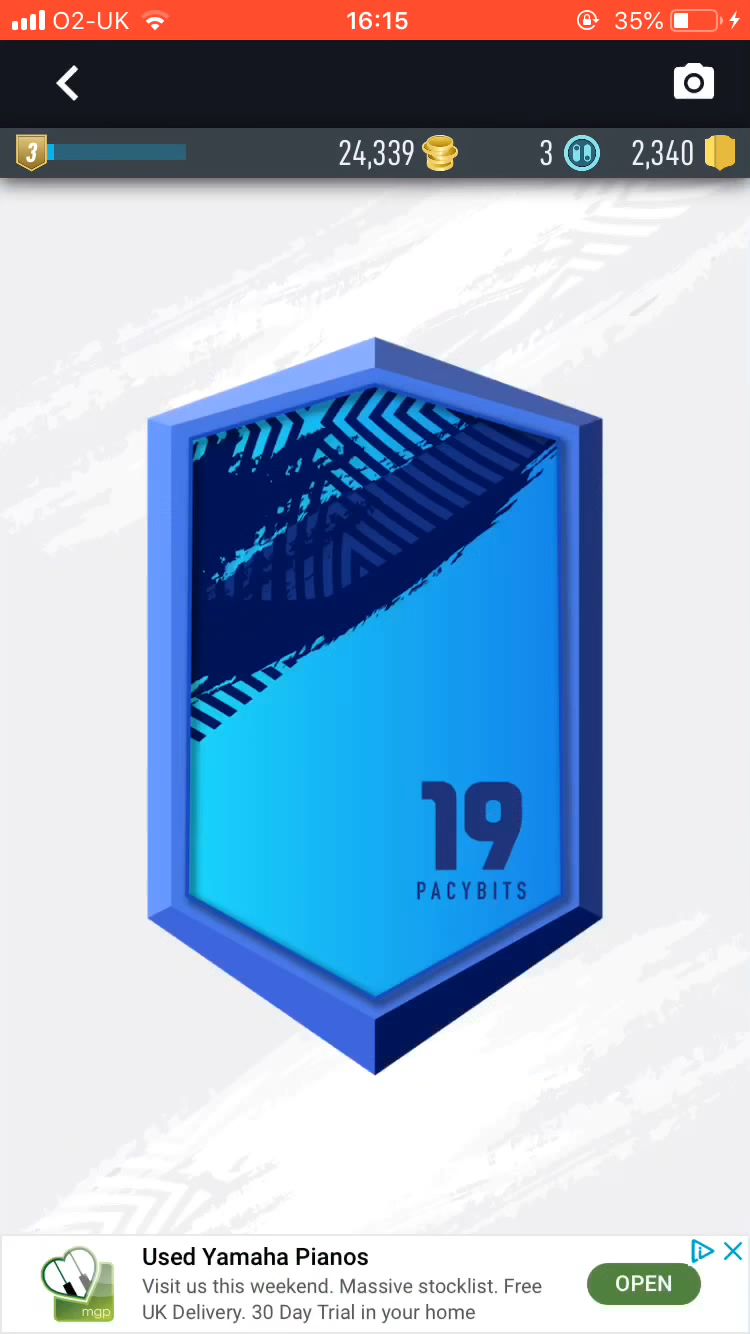 O2-UK 16:15 35%
3 24,339 3 2,340
19
PACYBITS
Used Yamaha Pianos
Visit us this weekend. Massive stocklist. Free
UK Delivery. 30 Day Trial in your home
OPEN
mgp